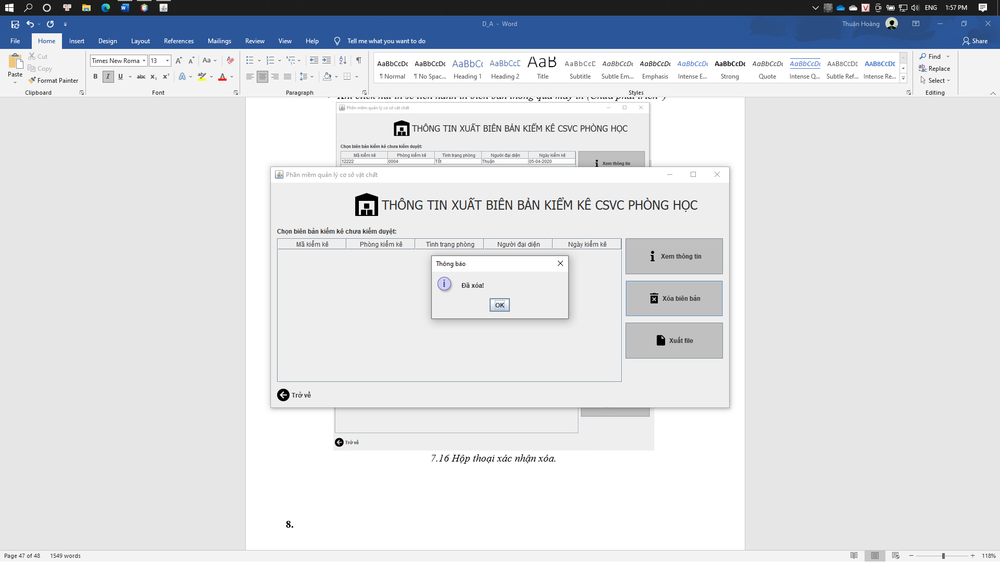 ENG 1:57 PM
D_A - Word
Thuận Hoàng
File Home Insert Design Layout References Mailings Review View Help Tell me what you want to do Share
Paste
Cut
Copy
Format Painter
Clipboard
Times New Roma 13
Font
Paragraph
AaBbCcDc AaBbCcDc AaBbCc AaBbCcD AaB AaBbCcD AaBbCcDc AaBbCcDc AaBbCcDc AaBbCcDc AaBbCcDc AaBbCcDc AaBbCcDc AaBbCcDc
¶ Normal ¶ No Spac... Heading 1 Heading 2 Title Subtitle Subtle Em... Emphasis Intense E... Strong Quote Intense Q... Subtle Ref... Intense Re...
Styles
Find
Replace
Select
Editing
Phần mềm quản lý cơ sở vật chất
THÔNG TIN XUẤT BIÊN BẢN KIỂM KÊ CSVC PHÒNG HỌC
Chọn biên bản kiểm kê chưa kiểm duyệt:
Mã kiểm kê Phòng kiểm kê Tình trạng phòng Người đại diện Ngày kiểm kê
12222 0004 Tốt Thuận 05-04-2020
Xem thông tin
Phần mềm quản lý cơ sở vật chất
THÔNG TIN XUẤT BIÊN BẢN KIỂM KÊ CSVC PHÒNG HỌC
Chọn biên bản kiểm kê chưa kiểm duyệt:
Mã kiểm kê Phòng kiểm kê Tình trạng phòng Người đại diện Ngày kiểm kê
Xem thông tin
Thông báo
Đã xóa!
OK
Xóa biên bản
Xuất file
Trở về
Trở về
7.16 Hộp thoại xác nhận xóa.
8.
Page 47 of 48 1549 words
118%